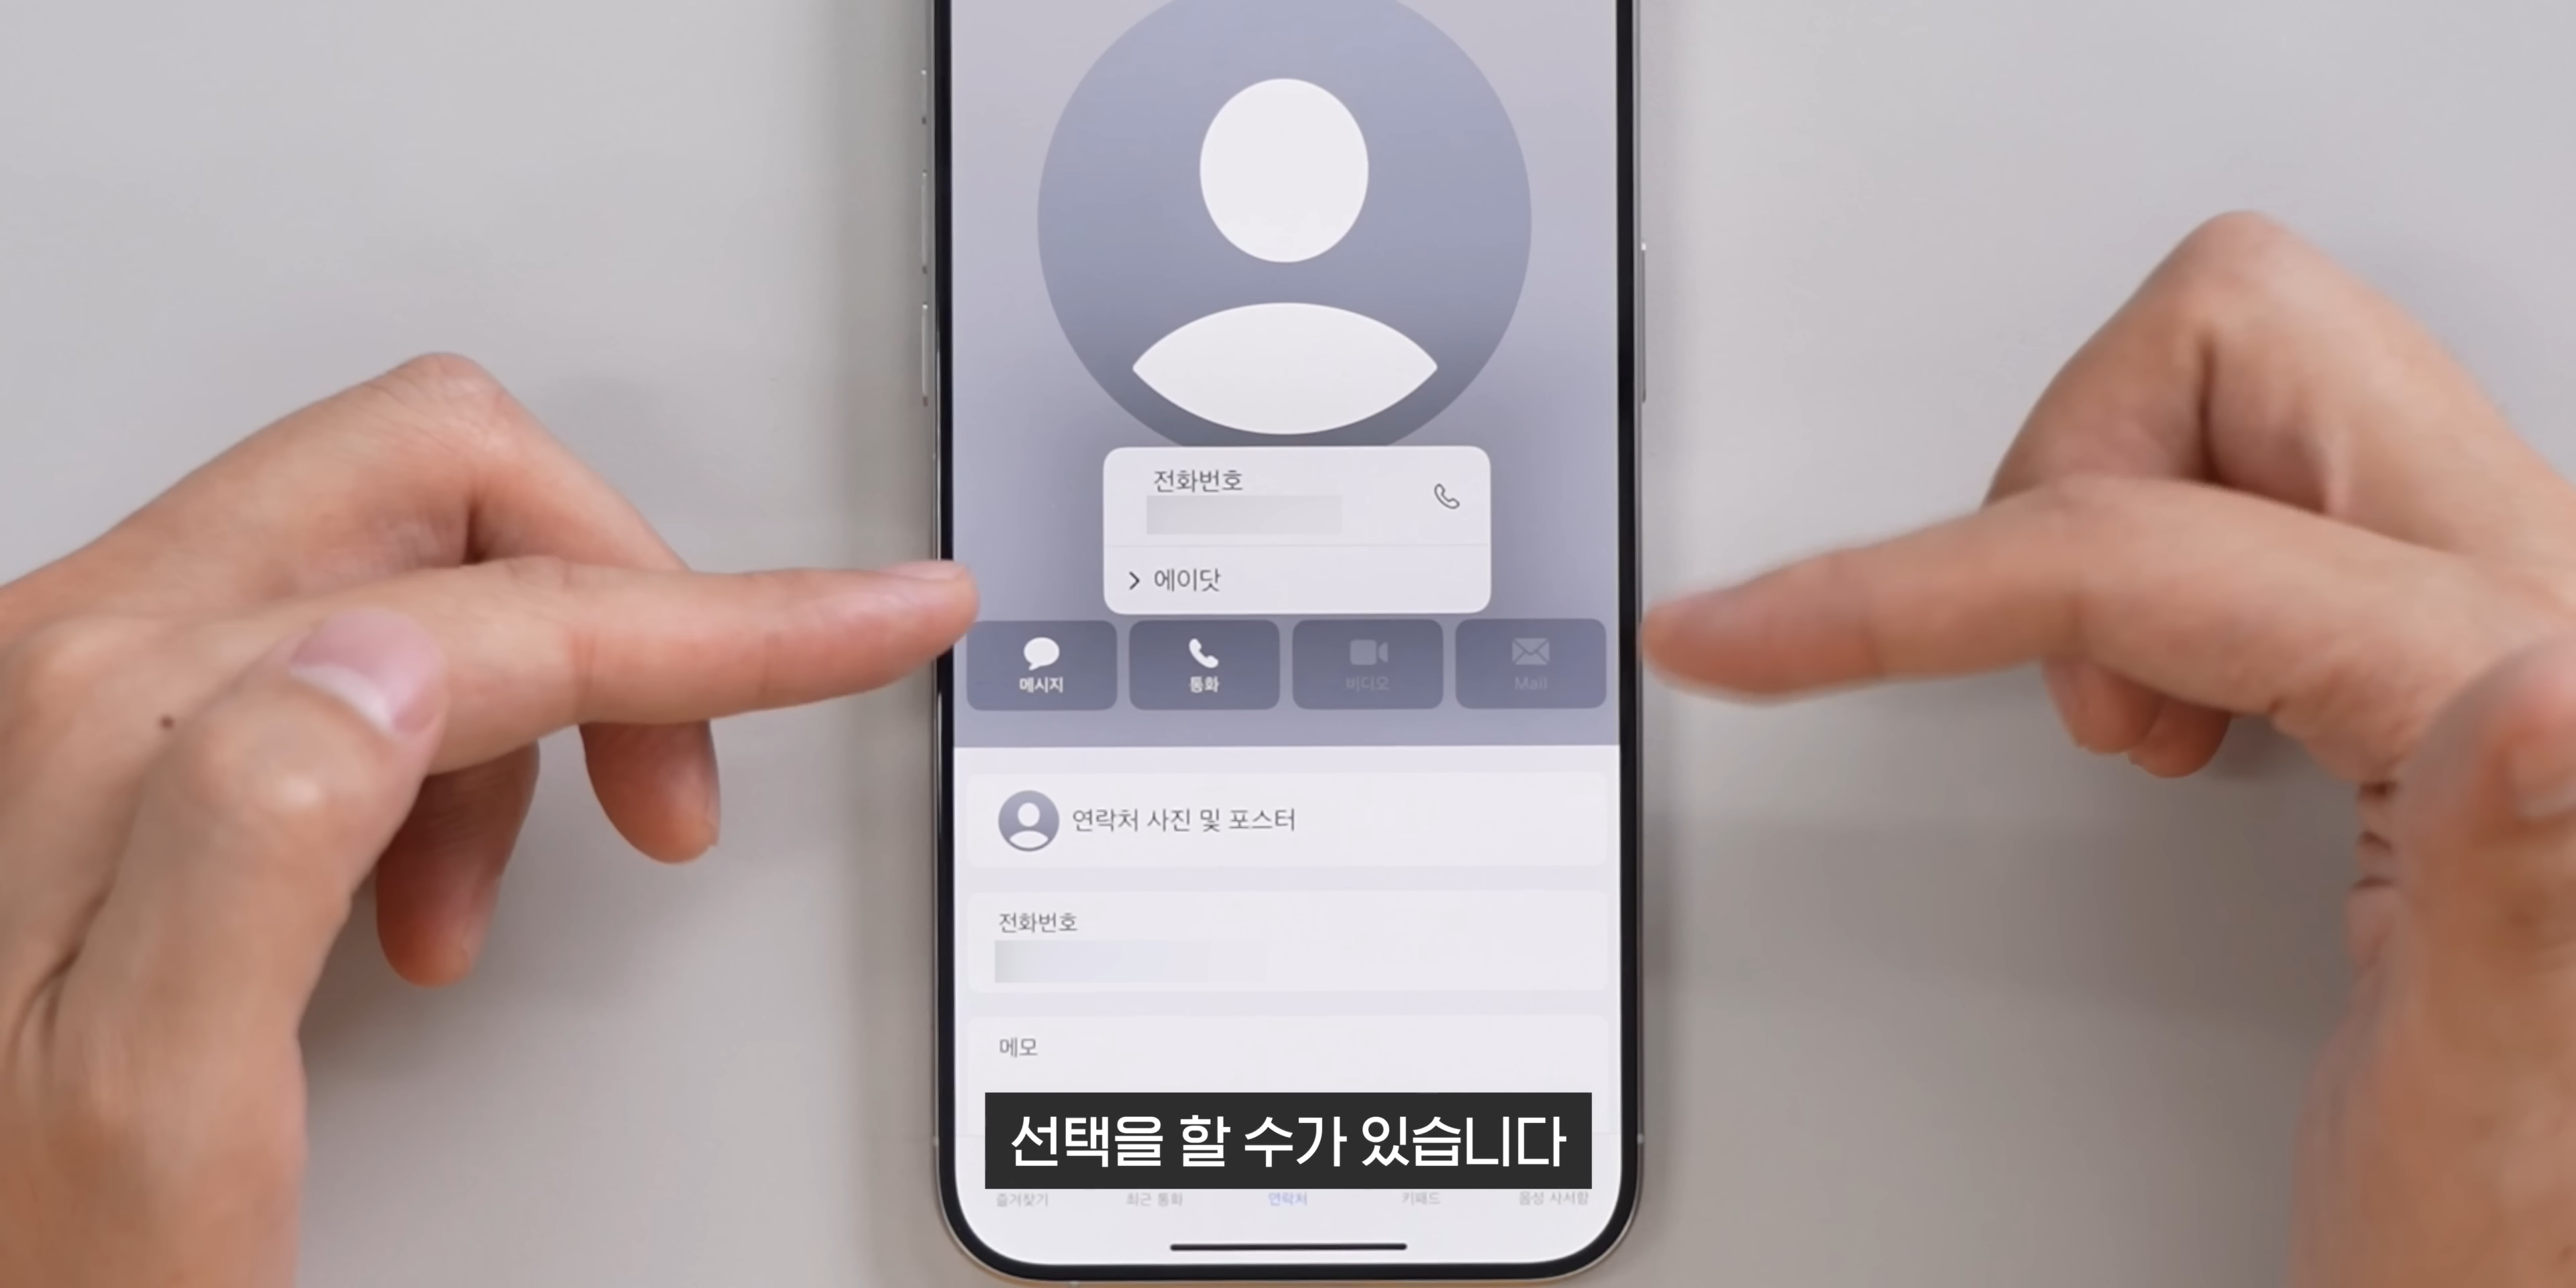 전화번호
에이닷
메시지
통화
비디오
Mail
연락처 사진 및 포스터
전화번호
메모
선택을 할 수가 있습니다
즐겨찾기
최근 통화
연락처
키패드
음성 사서함